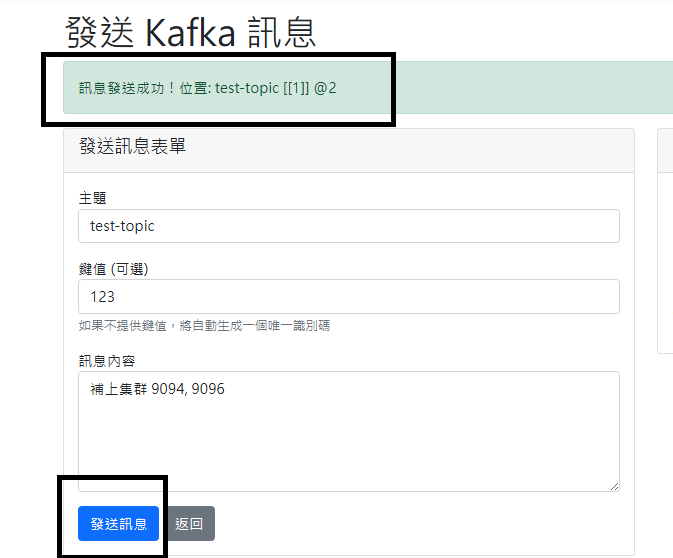 發送 Kafka 訊息
訊息發送成功！位置: test-topic [[1]] @2
發送訊息表單
主題
test-topic
鍵值 (可選)
123
如果不提供鍵值，將自動生成一個唯一識別碼
訊息內容
補上集群 9094, 9096
發送訊息 返回